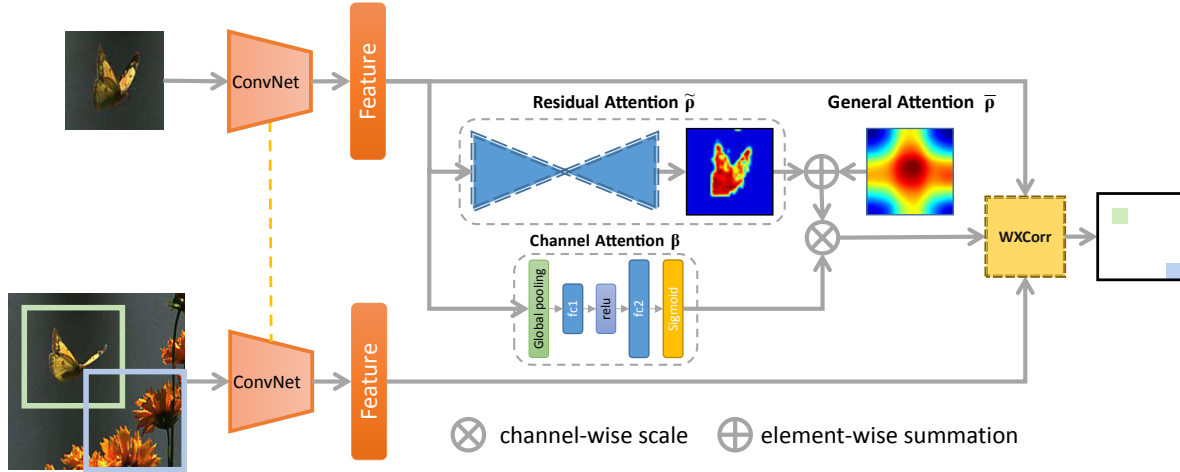 ConvNet
Feature
Residual Attention ρ̃
General Attention ρ̄
Channel Attention β
Global pooling
fc1
relu
fc2
Sigmoid
WXCorr
ConvNet
Feature
channel-wise scale
element-wise summation